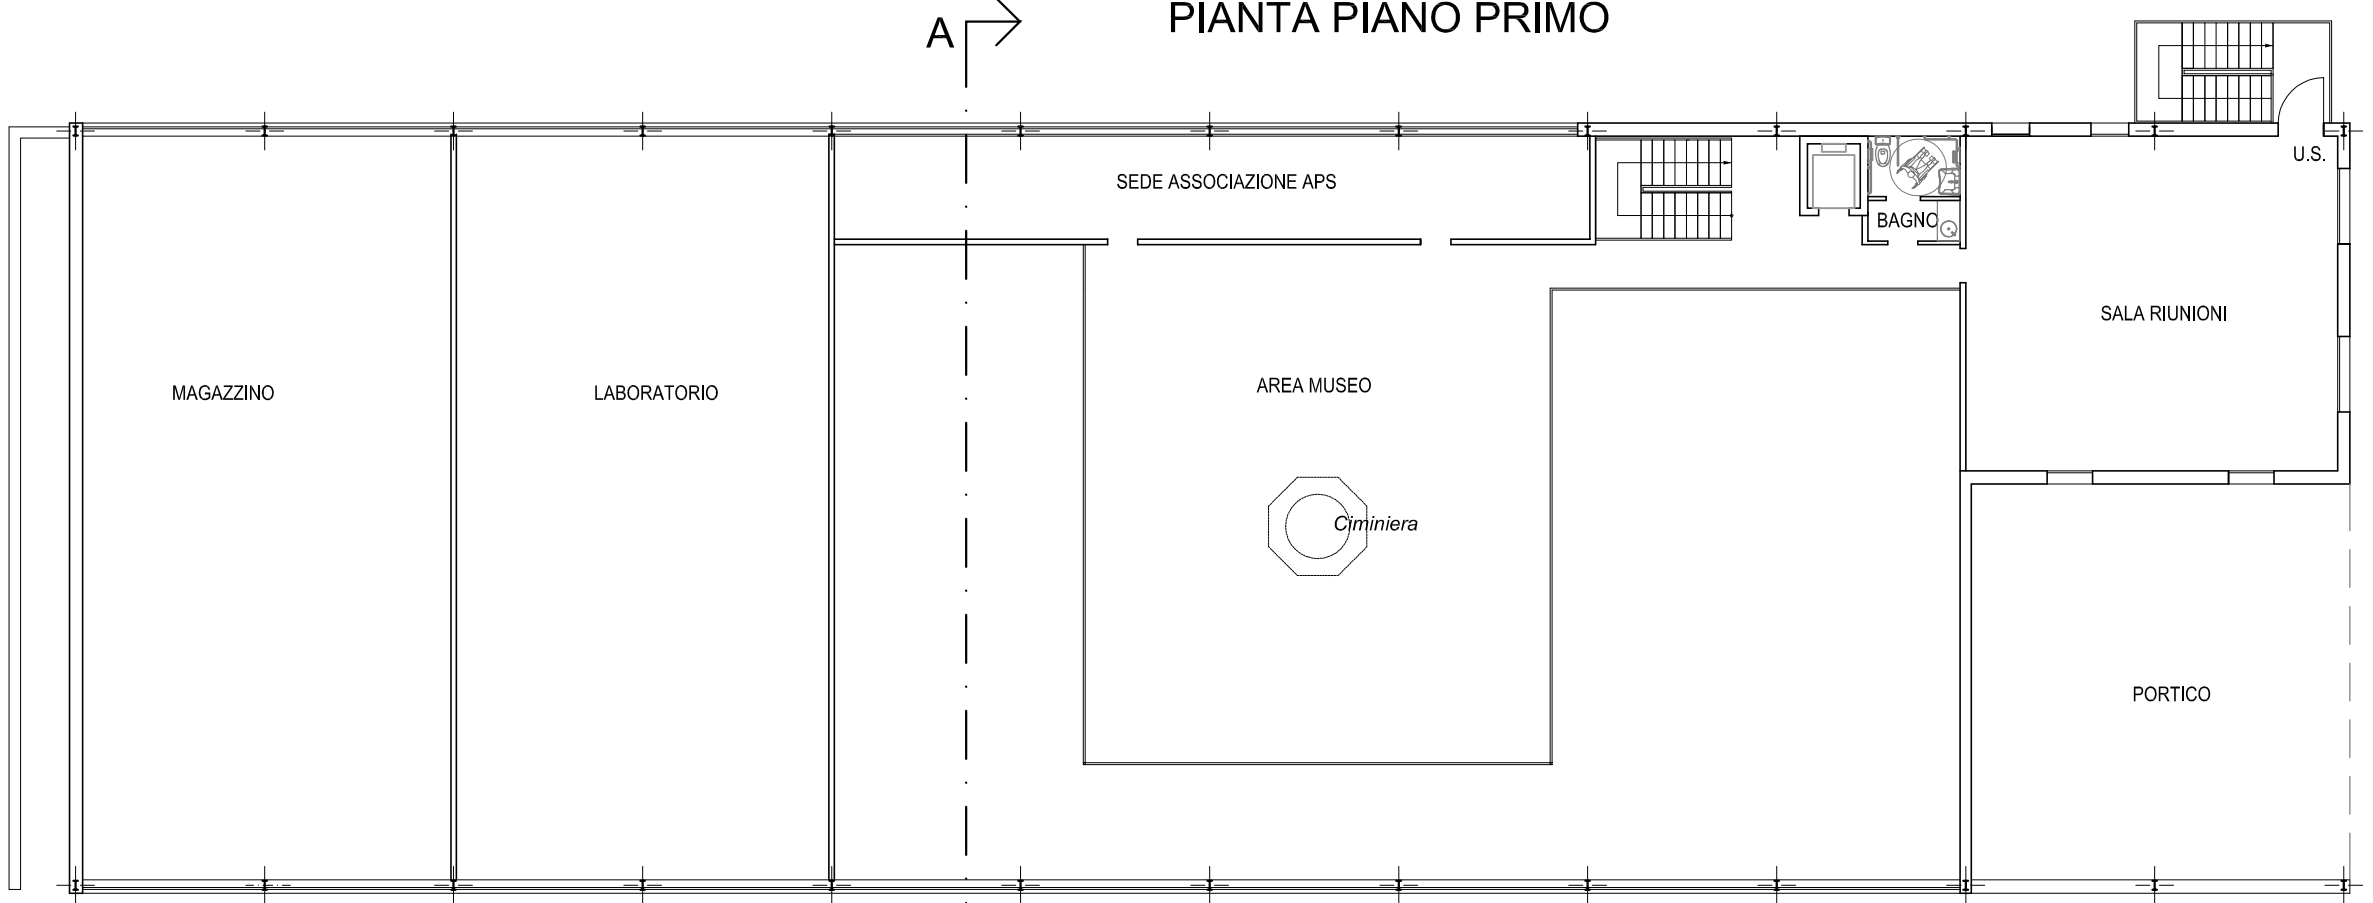 PIANTA PIANO PRIMO
A
U.S.
SEDE ASSOCIAZIONE APS
BAGNO
SALA RIUNIONI
MAGAZZINO
LABORATORIO
AREA MUSEO
Ciminiera
PORTICO